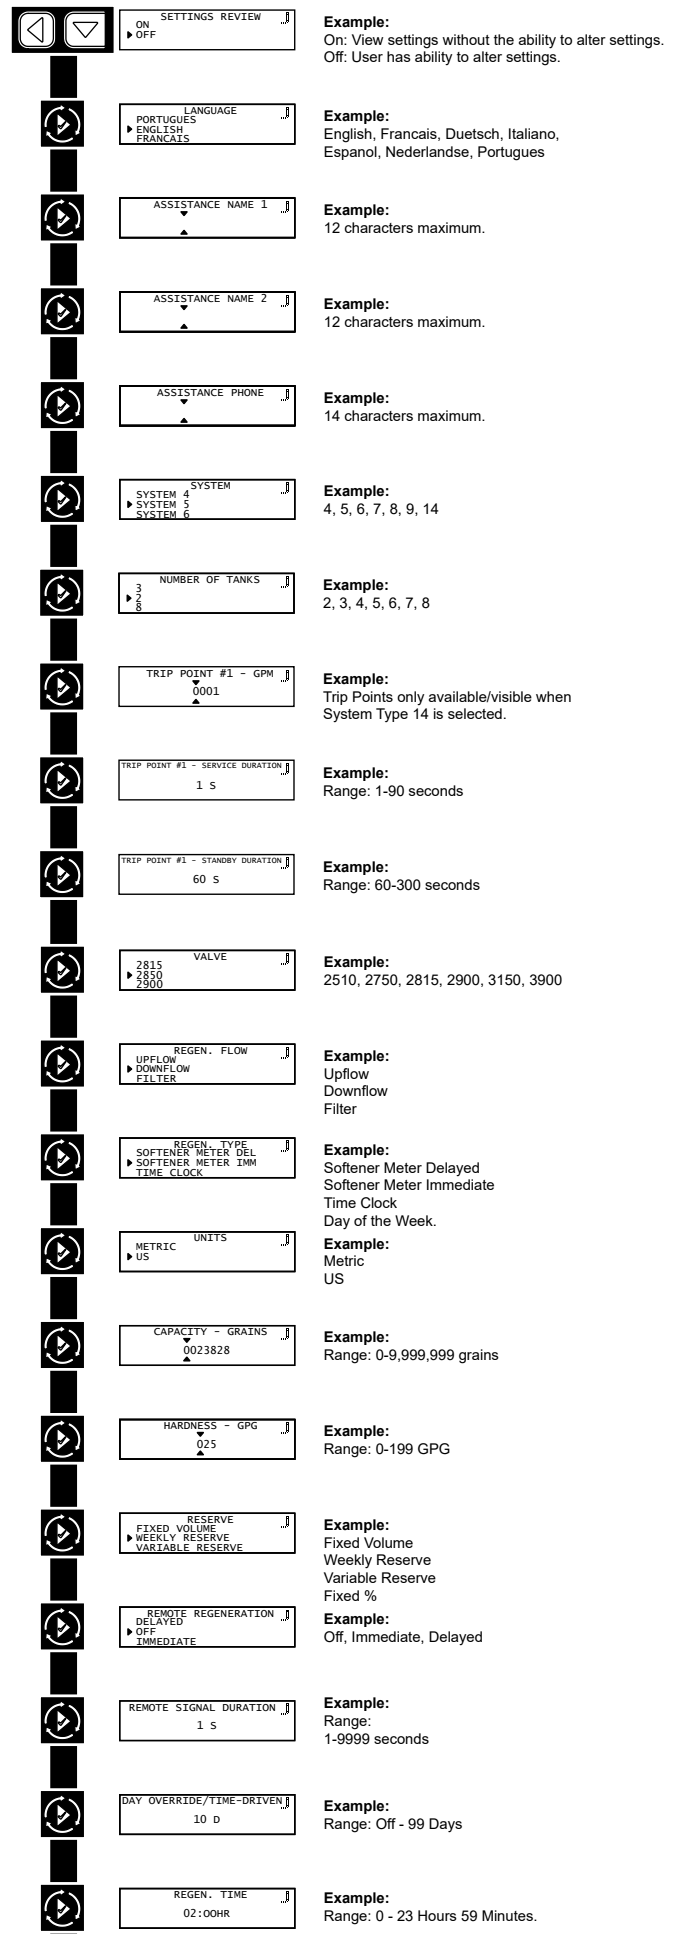 SETTINGS REVIEW
ON
OFF
Example:
On: View settings without the ability to alter settings.
Off: User has ability to alter settings.
LANGUAGE
PORTUGUES
ENGLISH
FRANCAIS
Example:
English, Francais, Duetsch, Italiano,
Espanol, Nederlandse, Portugues
ASSISTANCE NAME 1
Example:
12 characters maximum.
ASSISTANCE NAME 2
Example:
12 characters maximum.
ASSISTANCE PHONE
Example:
14 characters maximum.
SYSTEM
SYSTEM 4
SYSTEM 5
SYSTEM 6
Example:
4, 5, 6, 7, 8, 9, 14
NUMBER OF TANKS
3
2
8
Example:
2, 3, 4, 5, 6, 7, 8
TRIP POINT #1 - GPM
0001
Example:
Trip Points only available/visible when
System Type 14 is selected.
TRIP POINT #1 - SERVICE DURATION
1 S
Example:
Range: 1-90 seconds
TRIP POINT #1 - STANDBY DURATION
60 S
Example:
Range: 60-300 seconds
VALVE
2815
2850
2900
Example:
2510, 2750, 2815, 2900, 3150, 3900
REGEN. FLOW
UPFLOW
DOWNFLOW
FILTER
Example:
Upflow
Downflow
Filter
REGEN. TYPE
SOFTENER METER DEL
SOFTENER METER IMM
TIME CLOCK
Example:
Softener Meter Delayed
Softener Meter Immediate
Time Clock
Day of the Week.
UNITS
METRIC
US
Example:
Metric
US
CAPACITY - GRAINS
0023828
Example:
Range: 0-9,999,999 grains
HARDNESS - GPG
025
Example:
Range: 0-199 GPG
RESERVE
FIXED VOLUME
WEEKLY RESERVE
VARIABLE RESERVE
Example:
Fixed Volume
Weekly Reserve
Variable Reserve
Fixed %
REMOTE REGENERATION
DELAYED
OFF
IMMEDIATE
Example:
Off, Immediate, Delayed
REMOTE SIGNAL DURATION
1 S
Example:
Range:
1-9999 seconds
DAY OVERRIDE/TIME-DRIVEN
10 D
Example:
Range: Off - 99 Days
REGEN. TIME
02:00HR
Example:
Range: 0 - 23 Hours 59 Minutes.